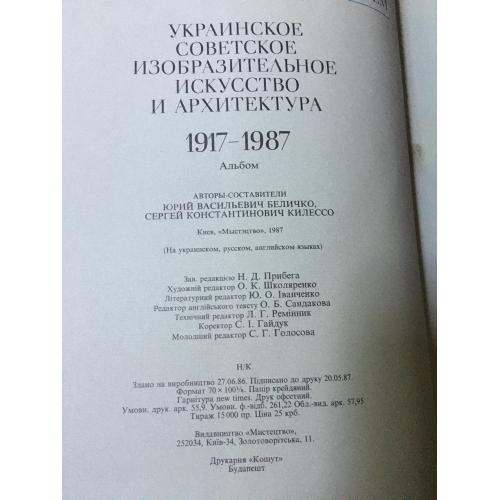 УКРАИНСКОЕ
СОВЕТСКОЕ
ИЗОБРАЗИТЕЛЬНОЕ
ИСКУССТВО
И АРХИТЕКТУРА
1917–1987
Альбом
АВТОРЫ-СОСТАВИТЕЛИ
ЮРИЙ ВАСИЛЬЕВИЧ БЕЛИЧКО,
СЕРГЕЙ КОНСТАНТИНОВИЧ КИЛЕССО
Киев, «Мыстэцтво», 1987
(На украинском, русском, английском языках)
Зав. редакцією Н. Д. Прибега
Художній редактор О. К. Школяренко
Літературний редактор Ю. О. Іванченко
Редактор англійського тексту О. Б. Сандакова
Технічний редактор Л. Г. Ремінник
Коректор С. І. Гайдук
Молодший редактор С. Г. Голосова
Н/К
Здано на виробництво 27.06.86. Підписано до друку 20.05.87.
Формат 70 × 100⅛. Папір крейдяний.
Гарнітура new times. Друк офсетний.
Умовн. друк. арк. 55,9. Умовн. ф.-відб. 261,22 Обл.-вид. арк. 57,95
Тираж 15 000 пр. Ціна 25 крб.
Видавництво «Мистецтво»,
252034, Київ-34, Золотоворітська, 11.
Друкарня «Кошут»
Будапешт